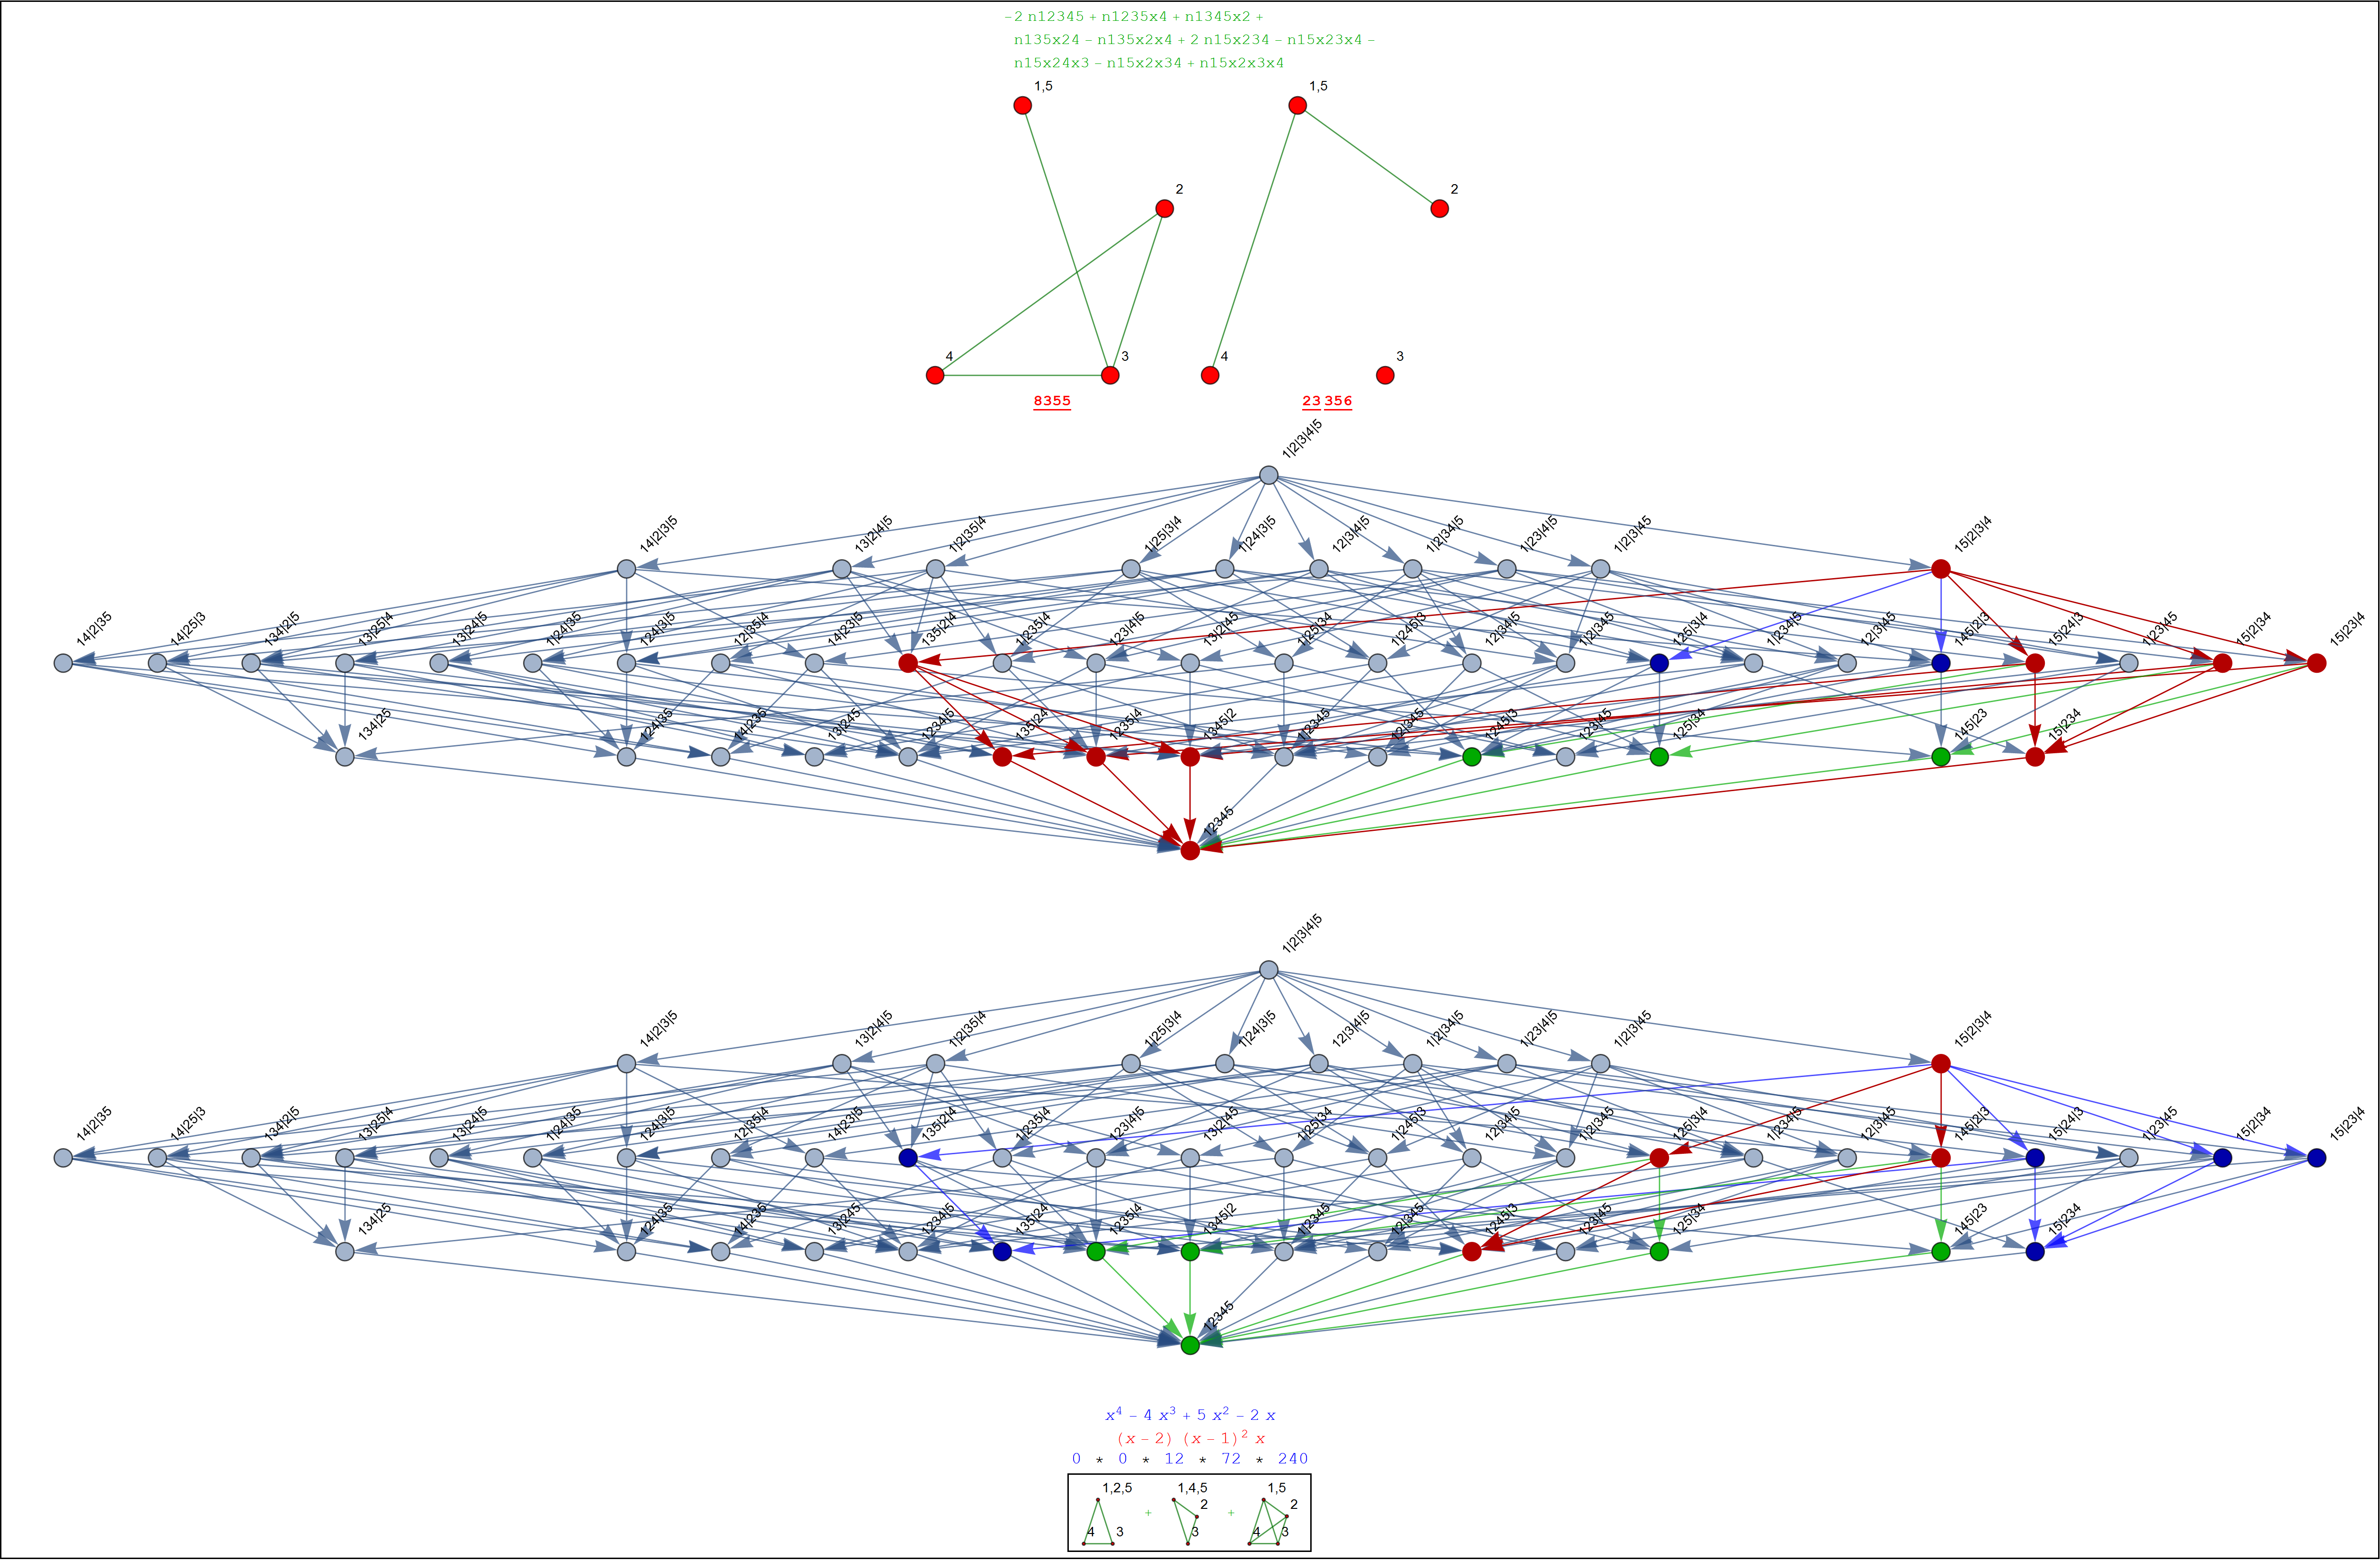 −2 n12345 + n1235x4 + n1345x2 +
n135x24 − n135x2x4 + 2 n15x234 − n15x23x4 −
n15x24x3 − n15x2x34 + n15x2x3x4
1,5 1,5
2 2
4 3 4 3
8355 23 356
1|2|3|4|5
14|2|3|5 13|2|4|5 1|2|35|4 1|25|3|4 1|24|3|5 12|3|4|5 1|2|34|5 1|23|4|5 1|2|3|45 15|2|3|4
14|2|35 14|25|3 134|2|5 13|25|4 13|24|5 1|24|35 124|3|5 12|35|4 14|23|5 135|2|4 1|235|4 123|4|5 13|2|45 1|25|34 1|245|3 12|34|5 1|2|345 125|3|4 1|234|5 12|3|45 145|2|3 15|24|3 1|23|45 15|2|34 15|23|4
134|25 124|35 14|235 13|245 1234|5 135|24 1235|4 1345|2 1|2345 12|345 1245|3 123|45 125|34 145|23 15|234
12345
1|2|3|4|5
14|2|3|5 13|2|4|5 1|2|35|4 1|25|3|4 1|24|3|5 12|3|4|5 1|2|34|5 1|23|4|5 1|2|3|45 15|2|3|4
14|2|35 14|25|3 134|2|5 13|25|4 13|24|5 1|24|35 124|3|5 12|35|4 14|23|5 135|2|4 1|235|4 123|4|5 13|2|45 1|25|34 1|245|3 12|34|5 1|2|345 125|3|4 1|234|5 12|3|45 145|2|3 15|24|3 1|23|45 15|2|34 15|23|4
134|25 124|35 14|235 13|245 1234|5 135|24 1235|4 1345|2 1|2345 12|345 1245|3 123|45 125|34 145|23 15|234
12345
x⁴ − 4 x³ + 5 x² − 2 x
(x − 2) (x − 1)² x
0 * 0 * 12 * 72 * 240
1,2,5 1,4,5 1,5
+ 2 + 2
4 3 3 4 3